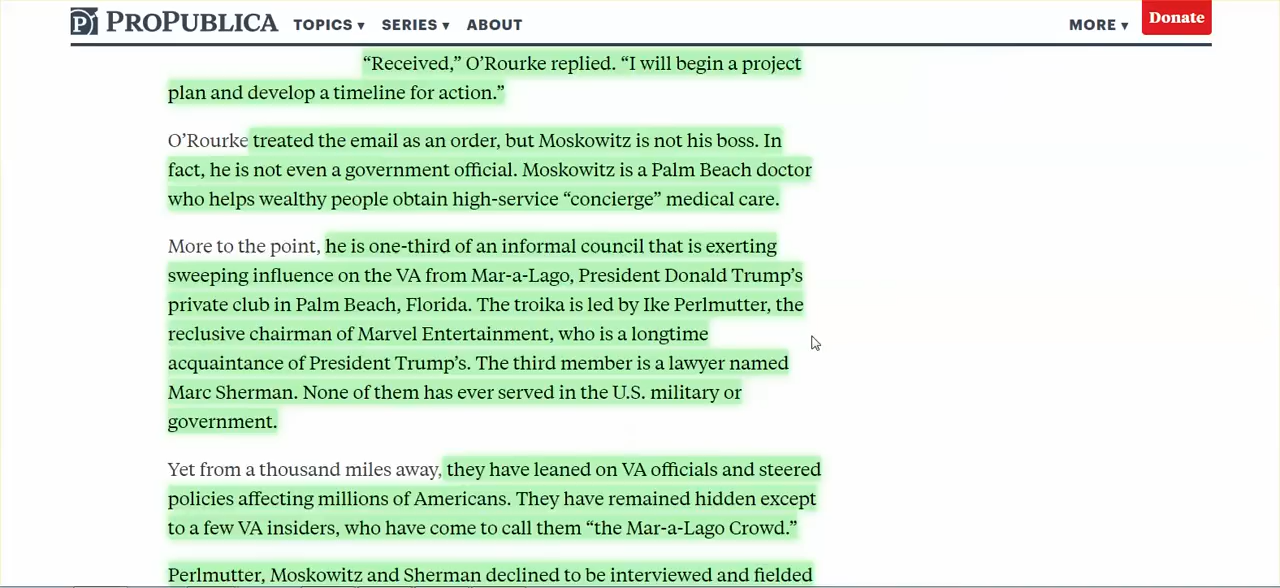 PROPUBLICA TOPICS ▾ SERIES ▾ ABOUT MORE ▾ Donate
“Received,” O’Rourke replied. “I will begin a project
plan and develop a timeline for action.”
O’Rourke treated the email as an order, but Moskowitz is not his boss. In
fact, he is not even a government official. Moskowitz is a Palm Beach doctor
who helps wealthy people obtain high-service “concierge” medical care.
More to the point, he is one-third of an informal council that is exerting
sweeping influence on the VA from Mar-a-Lago, President Donald Trump’s
private club in Palm Beach, Florida. The troika is led by Ike Perlmutter, the
reclusive chairman of Marvel Entertainment, who is a longtime
acquaintance of President Trump’s. The third member is a lawyer named
Marc Sherman. None of them has ever served in the U.S. military or
government.
Yet from a thousand miles away, they have leaned on VA officials and steered
policies affecting millions of Americans. They have remained hidden except
to a few VA insiders, who have come to call them “the Mar-a-Lago Crowd.”
Perlmutter, Moskowitz and Sherman declined to be interviewed and fielded